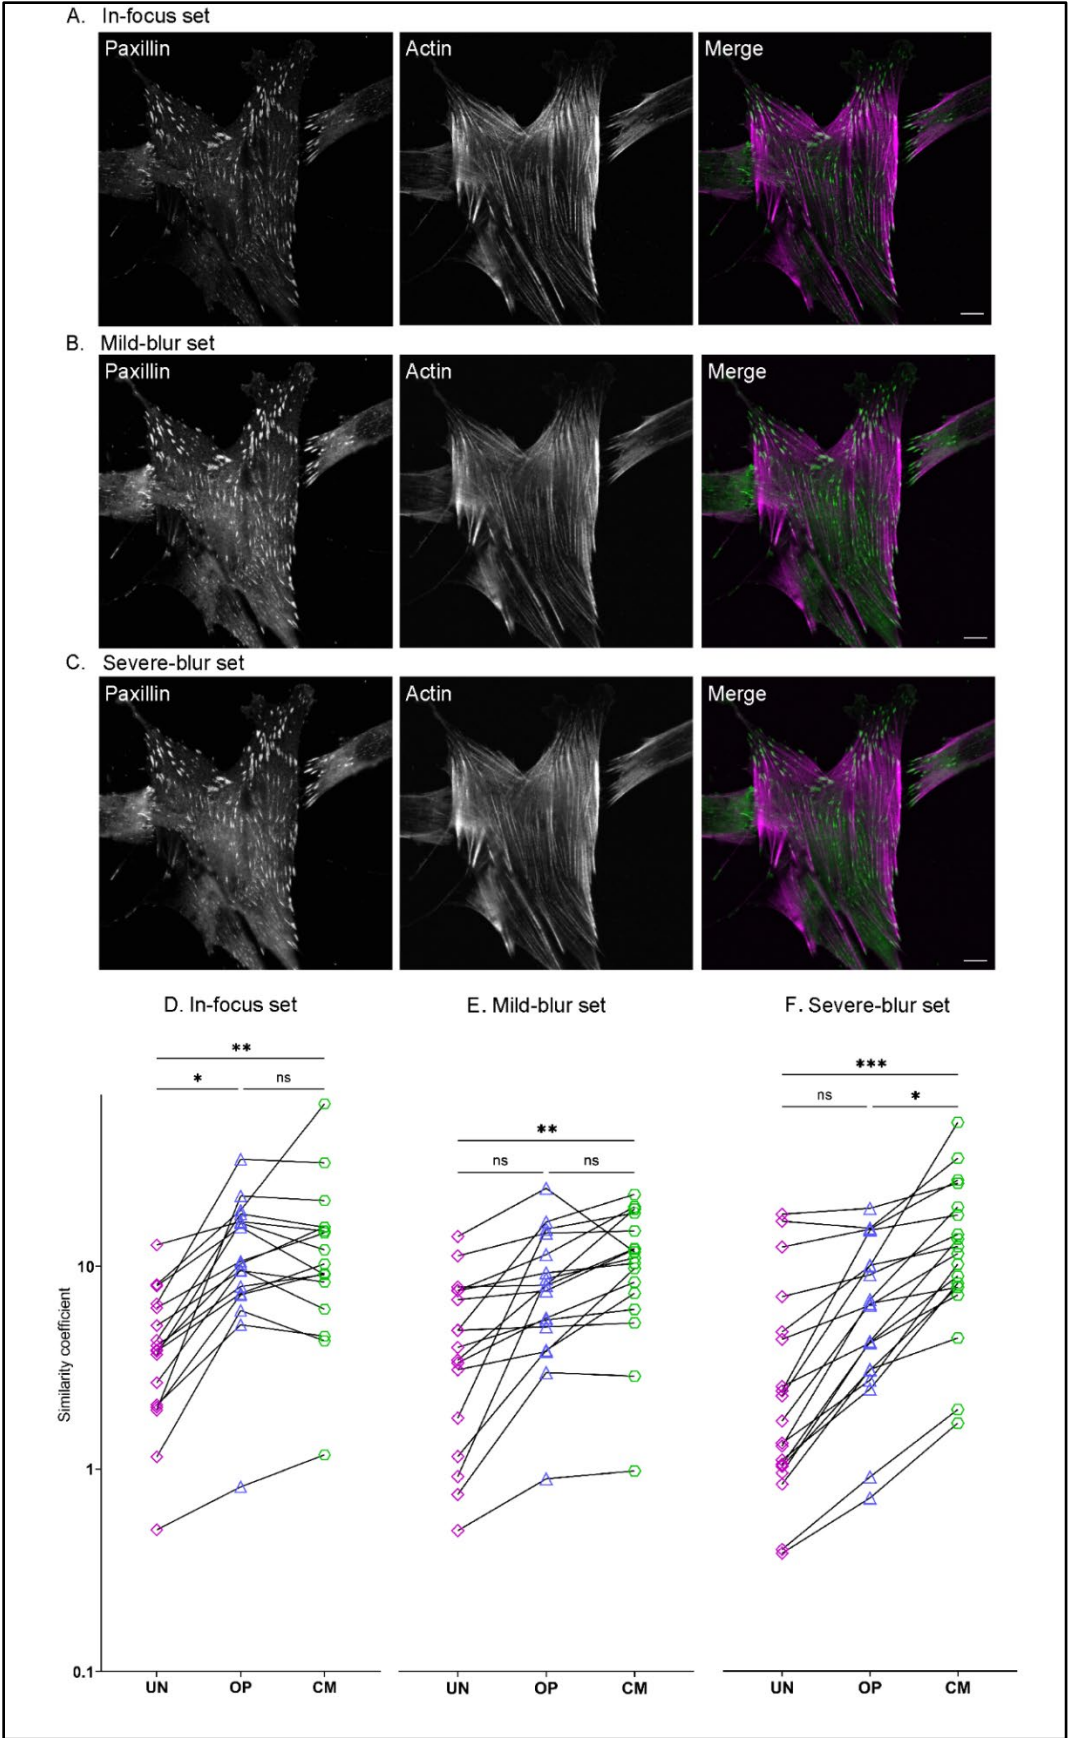 A. In-focus set
Paxillin Actin Merge
B. Mild-blur set
Paxillin Actin Merge
C. Severe-blur set
Paxillin Actin Merge
D. In-focus set E. Mild-blur set F. Severe-blur set
** ** ***
* ns ns ns ns *
Similarity coefficient
10
1
0.1
UN OP CM UN OP CM UN OP CM